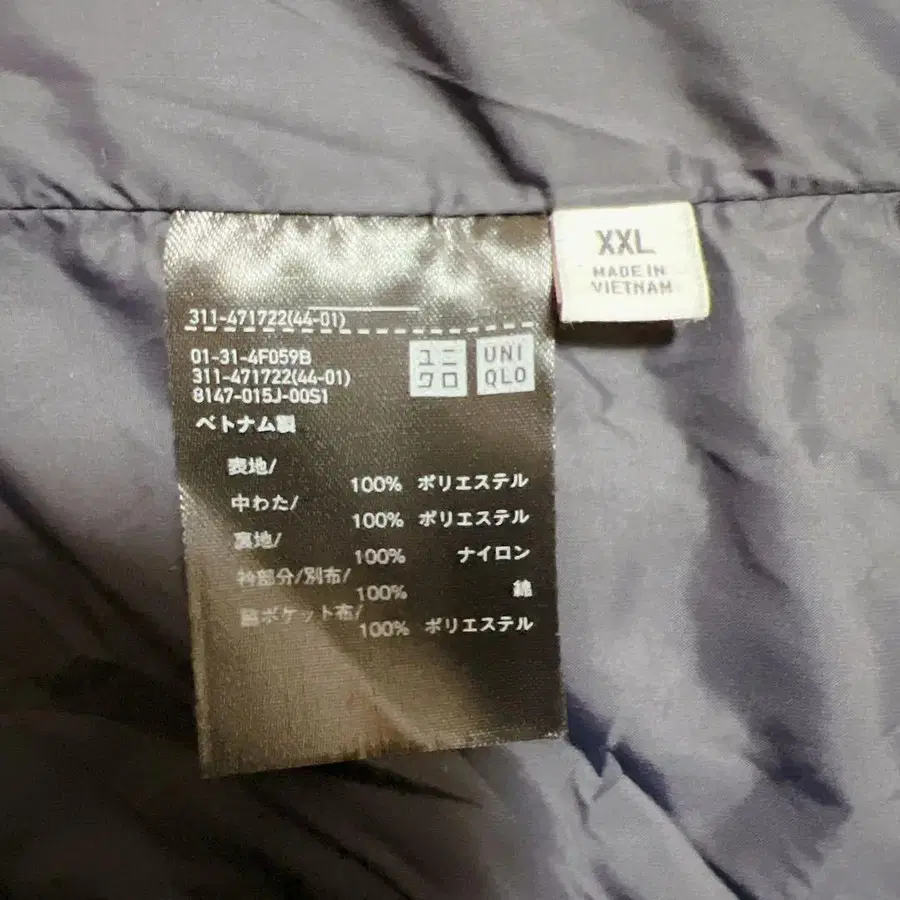 XXL
MADE IN
VIETNAM
311-471722(44-01)
01-31-4F059B
311-471722(44-01)
8147-015J-00S1
ユニ
クロ
UNI
QLO
ベトナム製
表地/
100% ポリエステル
中わた/
100% ポリエステル
裏地/
100% ナイロン
衿部分/別布/
100% 綿
脇ポケット布/
100% ポリエステル